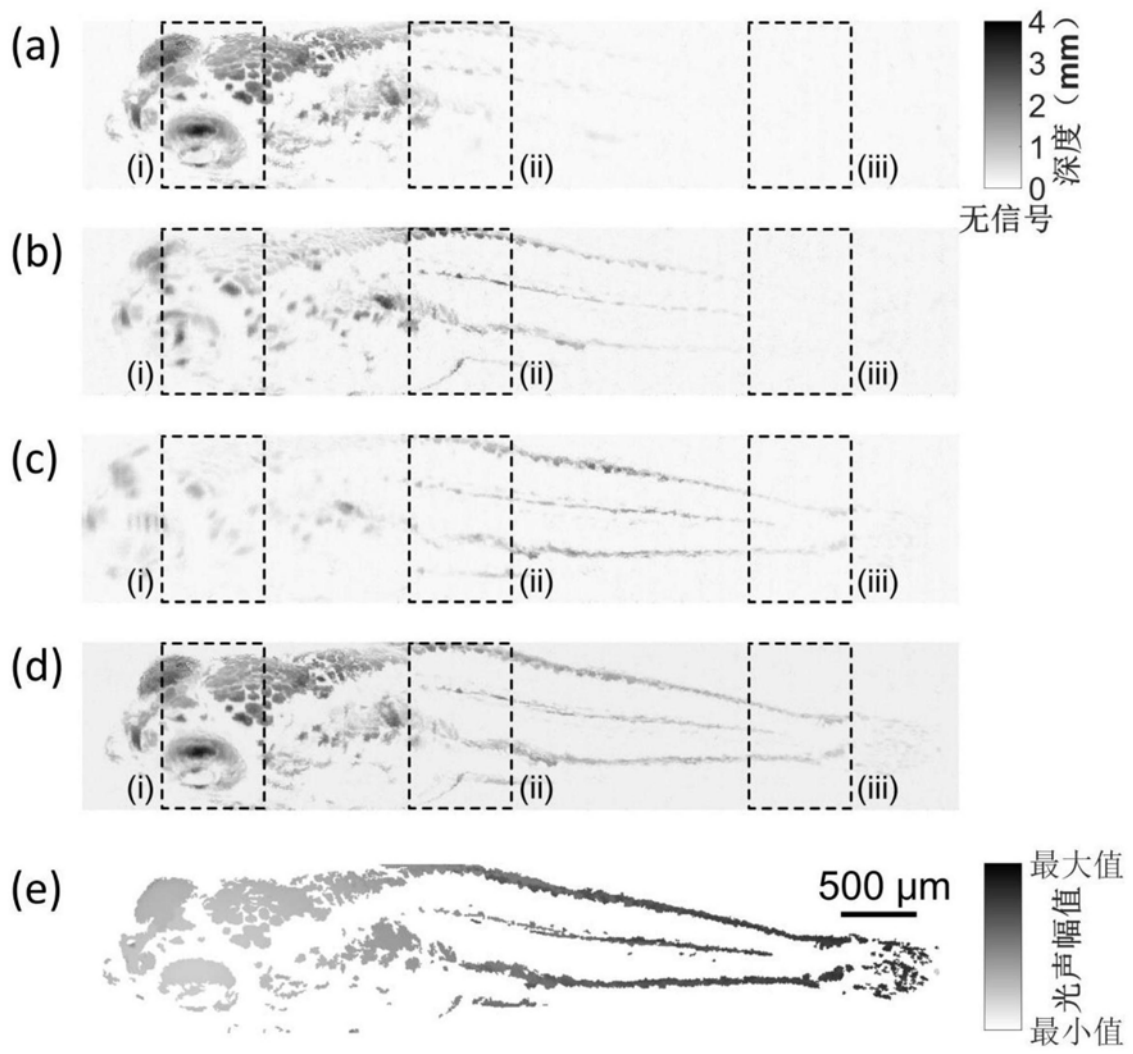 (a)
(i)
(ii)
(iii)
4
3
2
1
0
深度（mm）
无信号
(b)
(i)
(ii)
(iii)
(c)
(i)
(ii)
(iii)
(d)
(i)
(ii)
(iii)
(e)
500 μm
最大值
光声幅值
最小值